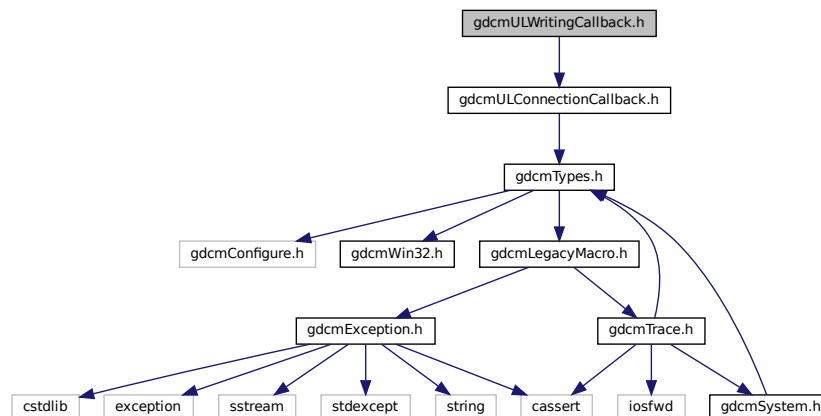 gdcmULWritingCallback.h
gdcmULConnectionCallback.h
gdcmTypes.h
gdcmConfigure.h
gdcmWin32.h
gdcmLegacyMacro.h
gdcmException.h
gdcmTrace.h
cstdlib
exception
sstream
stdexcept
string
cassert
iosfwd
gdcmSystem.h